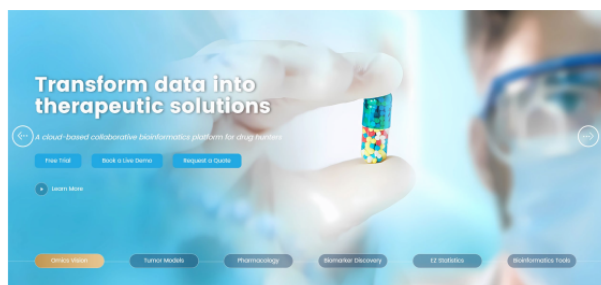 Transform data into
therapeutic solutions
A cloud-based collaborative bioinformatics platform for drug hunters
Free Trial
Book a Live Demo
Request a Quote
Learn More
Omics Vision
Tumor Models
Pharmacology
Biomarker Discovery
EZ Statistics
Bioinformatics Tools